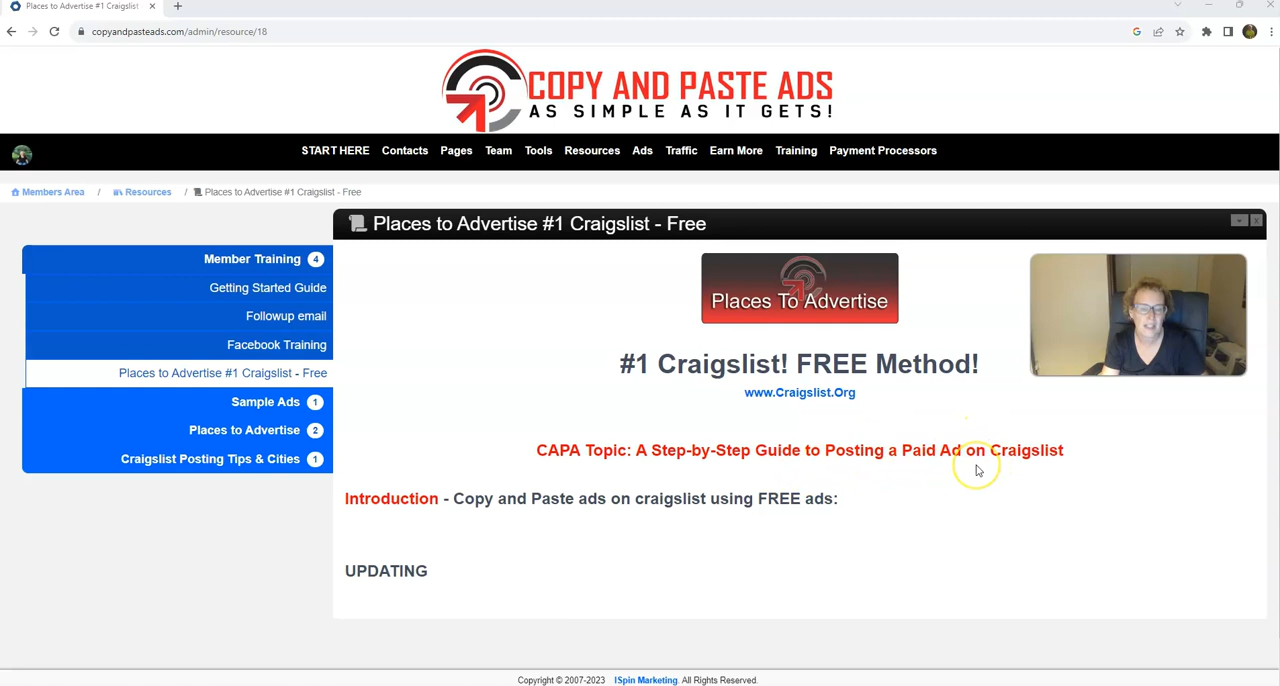 Places to Advertise #1 Craigslist
copyandpasteads.com/admin/resource/18
COPY AND PASTE ADS
AS SIMPLE AS IT GETS!
START HERE Contacts Pages Team Tools Resources Ads Traffic Earn More Training Payment Processors
Members Area / Resources / Places to Advertise #1 Craigslist - Free
Places to Advertise #1 Craigslist - Free
Member Training 4
Getting Started Guide
Followup email
Facebook Training
Places to Advertise #1 Craigslist - Free
Sample Ads 1
Places to Advertise 2
Craigslist Posting Tips & Cities 1
Places To Advertise
#1 Craigslist! FREE Method!
www.Craigslist.Org
CAPA Topic: A Step-by-Step Guide to Posting a Paid Ad on Craigslist
Introduction - Copy and Paste ads on craigslist using FREE ads:
UPDATING
Copyright © 2007-2023 ISpin Marketing. All Rights Reserved.